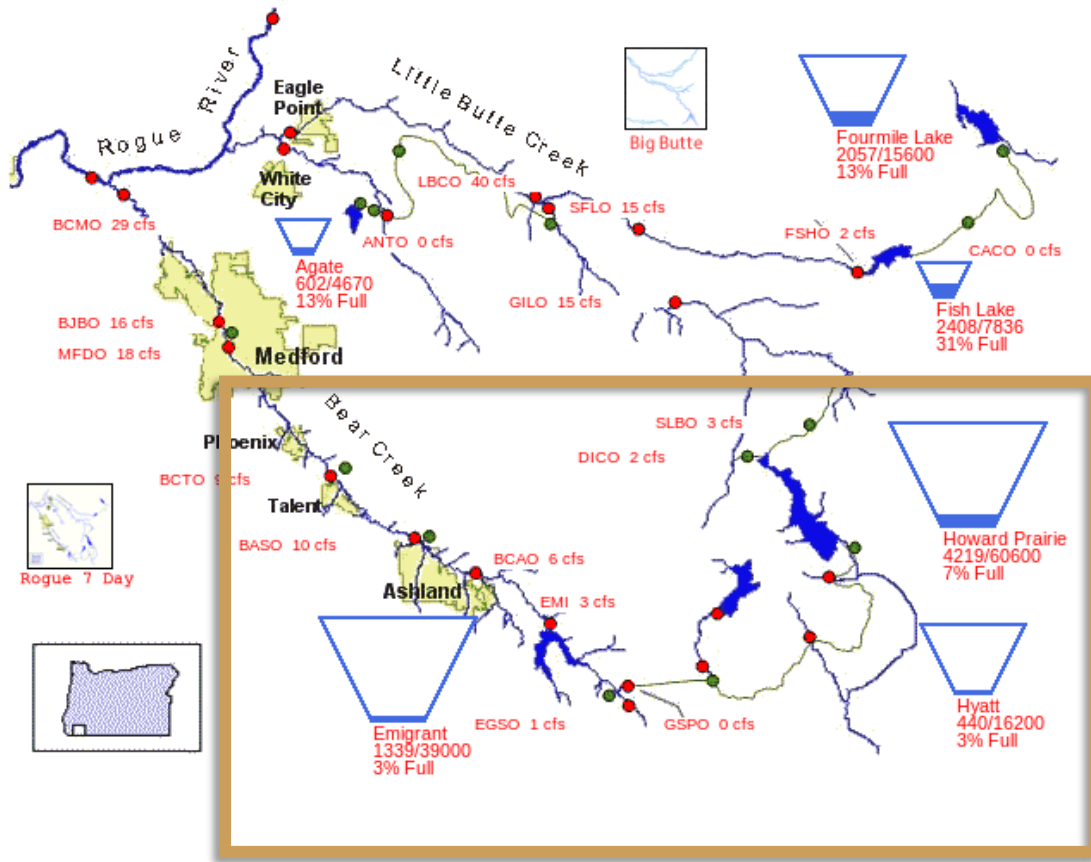 Rogue River
Eagle
Point
Little Butte Creek
Big Butte
Fourmile Lake
2057/15600
13% Full
White
City
LBCO 40 cfs
BCMO 29 cfs
ANTO 0 cfs
SFLO 15 cfs
FSHO 2 cfs
CACO 0 cfs
Agate
602/4670
13% Full
GILO 15 cfs
Fish Lake
2408/7836
31% Full
BJBO 16 cfs
MFDO 18 cfs
Medford
Bear Creek
SLBO 3 cfs
Phoenix
DICO 2 cfs
BCTO 9 cfs
Talent
Howard Prairie
4219/60600
7% Full
BASO 10 cfs
BCAO 6 cfs
Rogue 7 Day
Ashland
EMI 3 cfs
Hyatt
440/16200
3% Full
EGSO 1 cfs
GSPO 0 cfs
Emigrant
1339/39000
3% Full